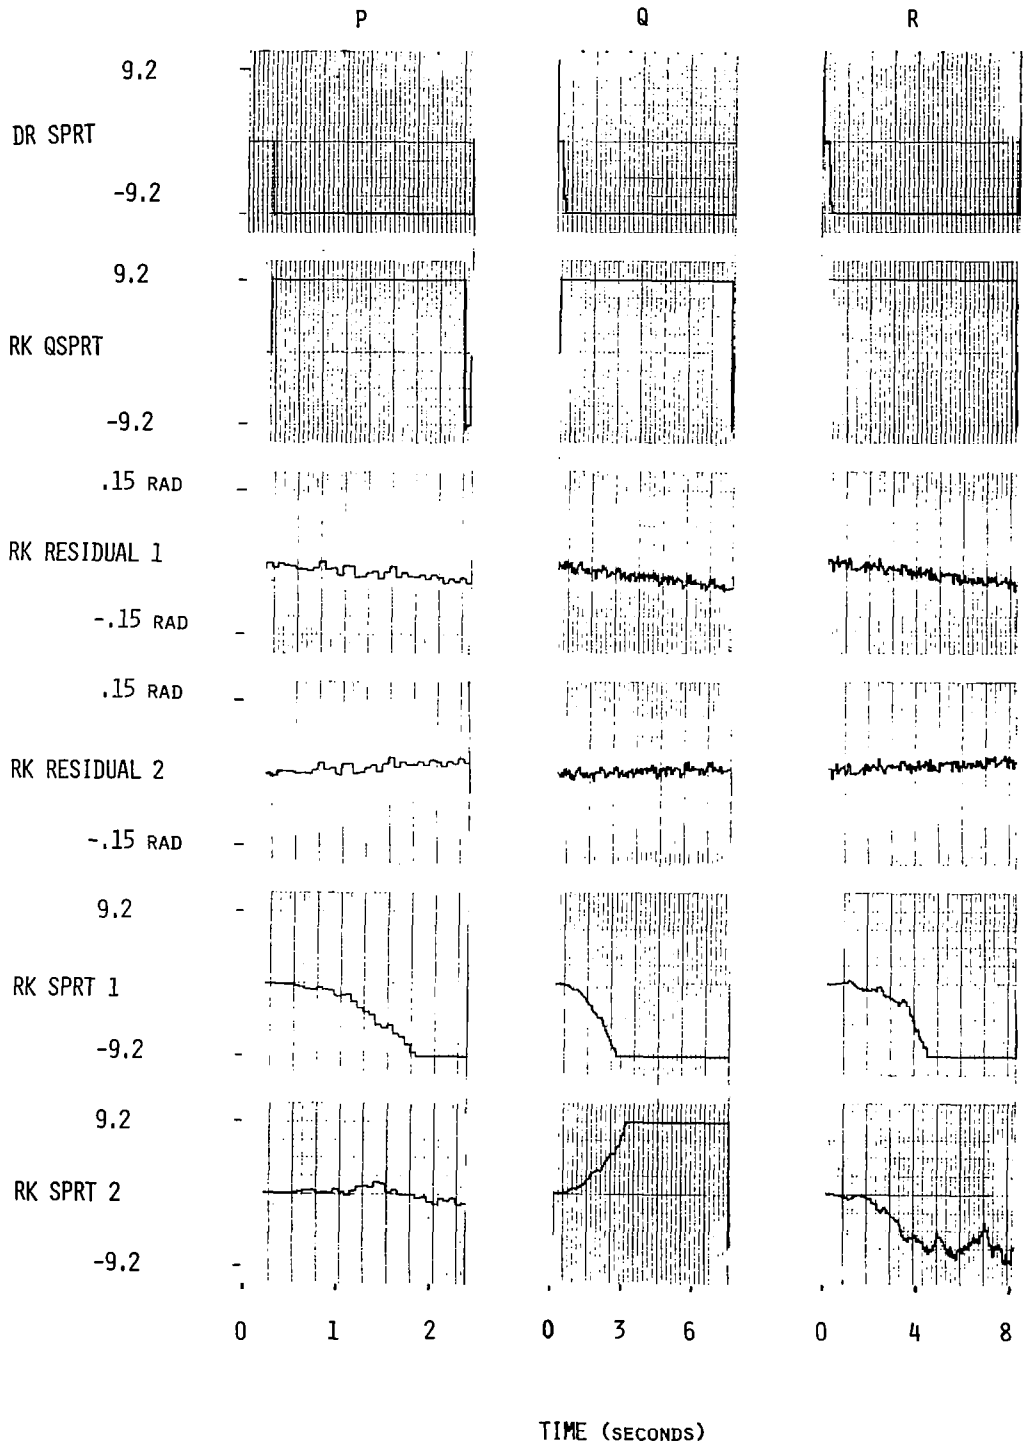 P Q R
9.2
DR SPRT
-9.2
9.2
RK QSPRT
-9.2
.15 RAD
RK RESIDUAL 1
-.15 RAD
.15 RAD
RK RESIDUAL 2
-.15 RAD
9.2
RK SPRT 1
-9.2
9.2
RK SPRT 2
-9.2
0 1 2 0 3 6 0 4 8
TIME (SECONDS)